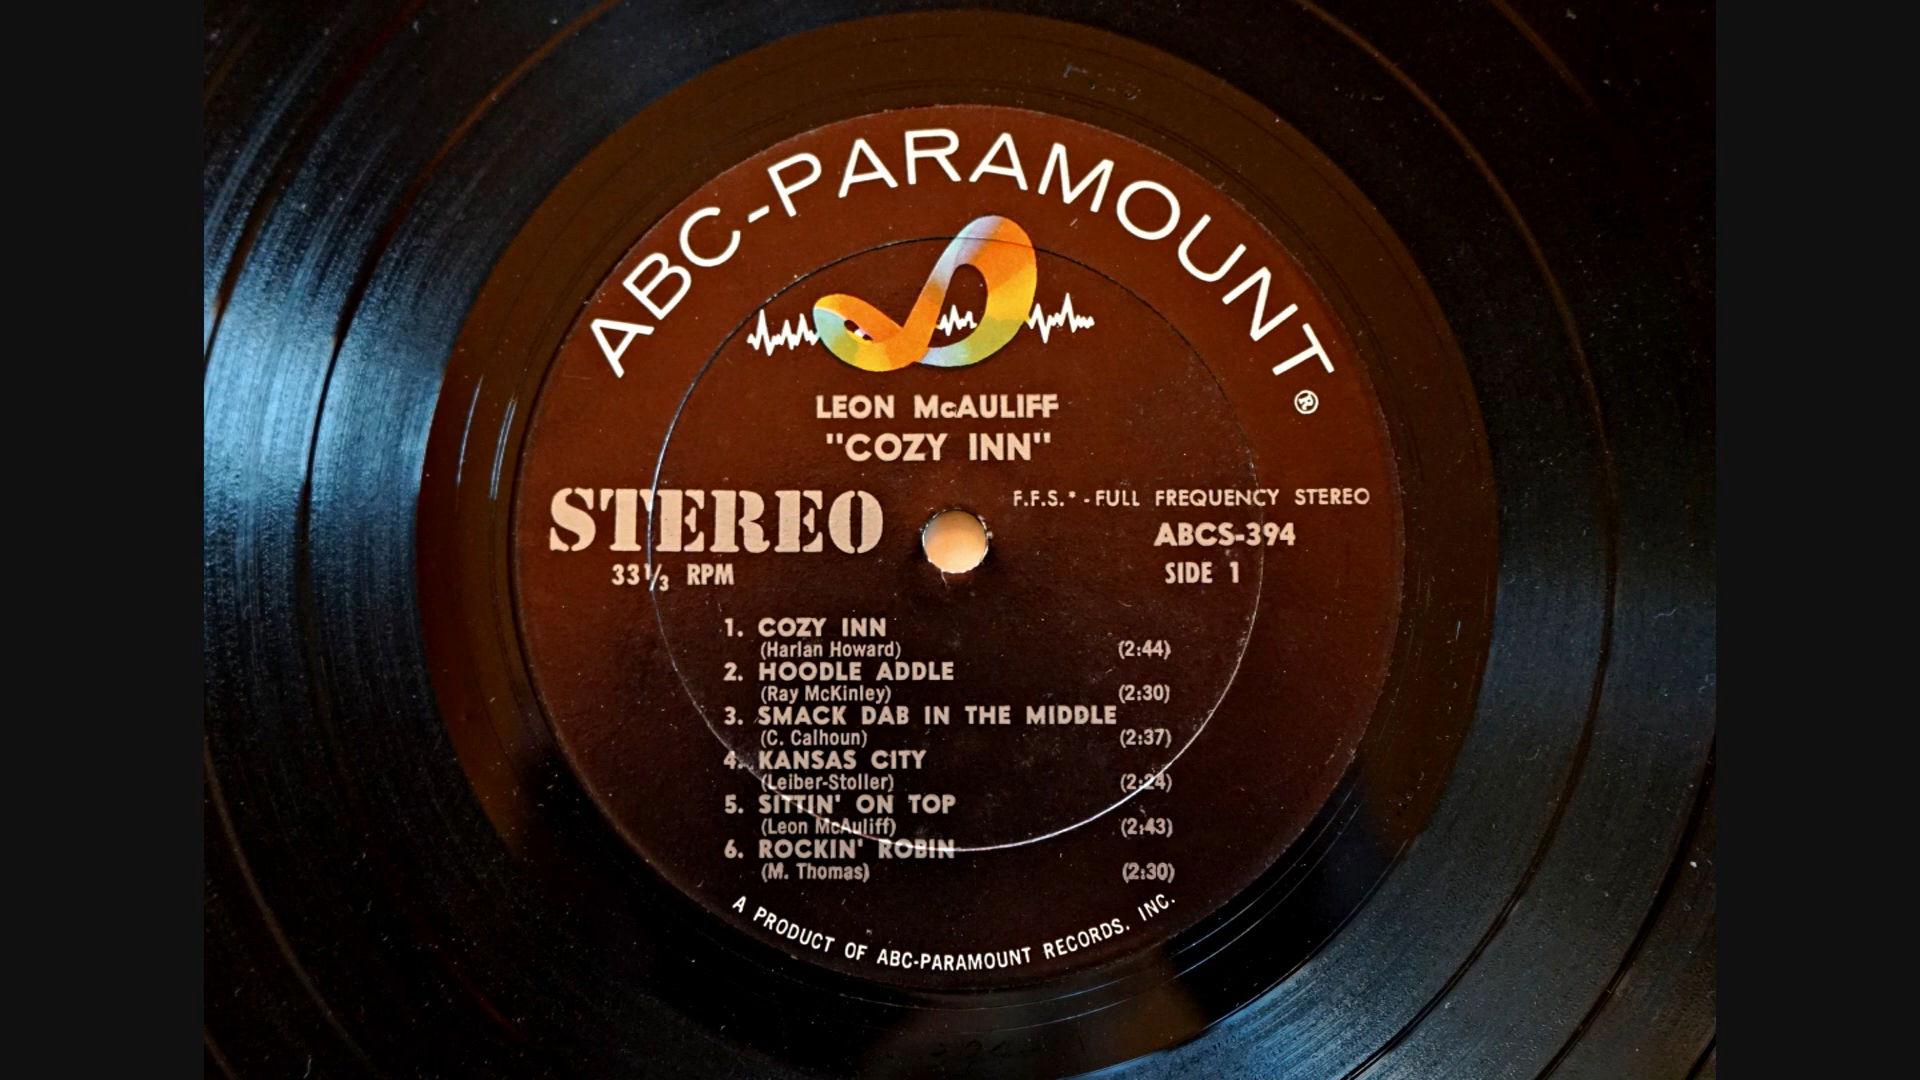 ABC-PARAMOUNT®
LEON McAULIFF
"COZY INN"
STEREO
F.F.S.* - FULL FREQUENCY STEREO
ABCS-394
33⅓ RPM
SIDE 1
1. COZY INN
(Harlan Howard) (2:44)
2. HOODLE ADDLE
(Ray McKinley) (2:30)
3. SMACK DAB IN THE MIDDLE
(C. Calhoun) (2:37)
4. KANSAS CITY
(Leiber-Stoller) (2:24)
5. SITTIN' ON TOP
(Leon McAuliff) (2:43)
6. ROCKIN' ROBIN
(M. Thomas) (2:30)
A PRODUCT OF ABC-PARAMOUNT RECORDS, INC.